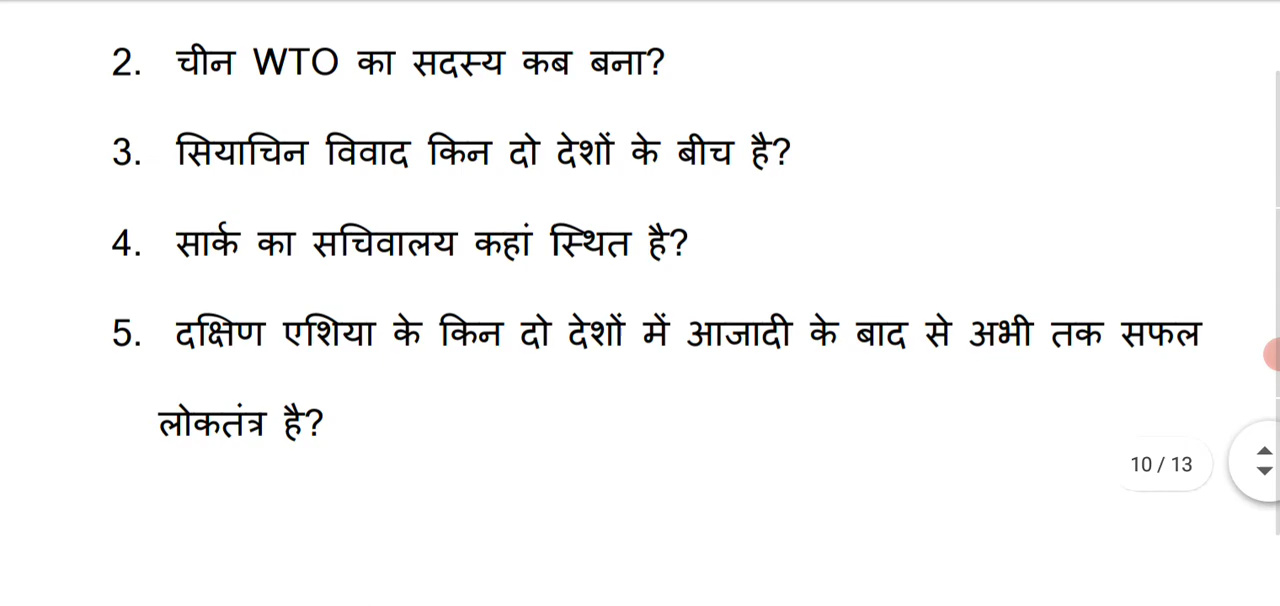 2. चीन WTO का सदस्य कब बना?
3. सियाचिन विवाद किन दो देशों के बीच है?
4. सार्क का सचिवालय कहां स्थित है?
5. दक्षिण एशिया के किन दो देशों में आजादी के बाद से अभी तक सफल
लोकतंत्र है?
10 / 13